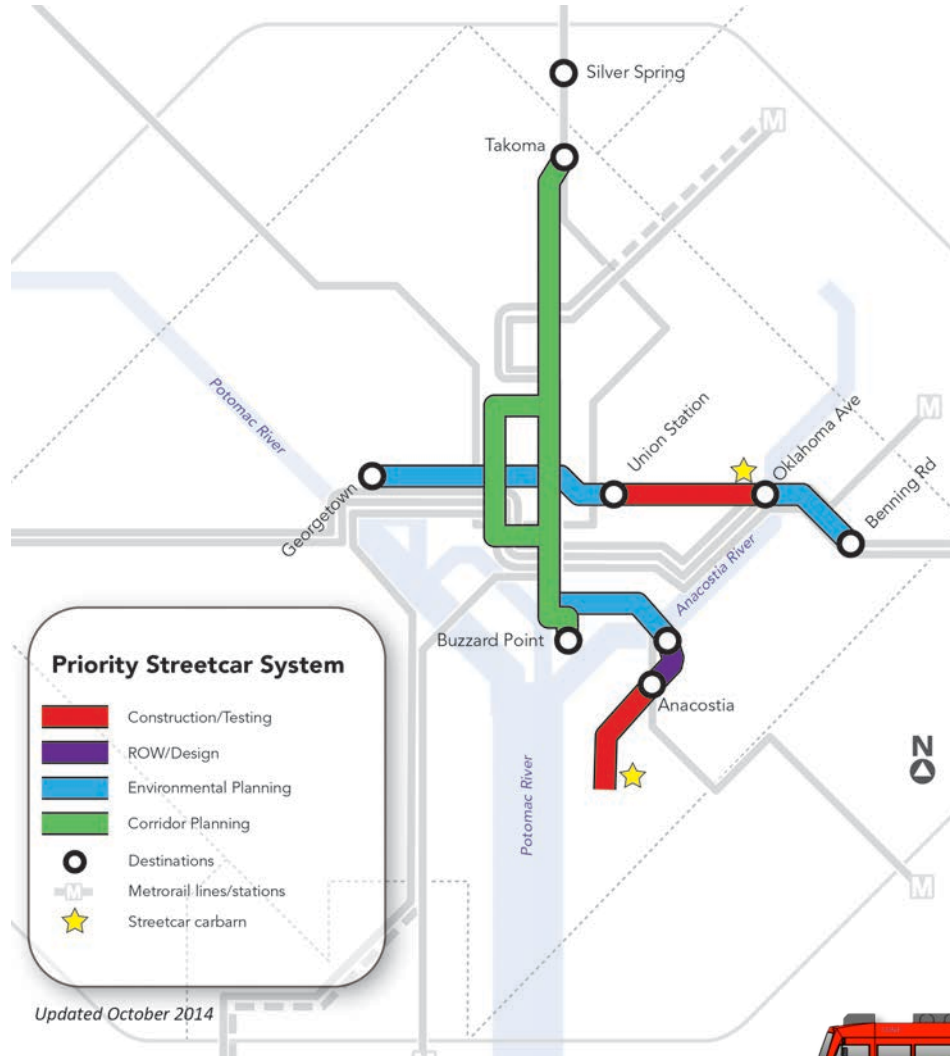 Silver Spring
Takoma
M
Potomac River
Union Station
Oklahoma Ave
M
Georgetown
Benning Rd
Anacostia River
Buzzard Point
Anacostia
Potomac River
N
M
Priority Streetcar System
Construction/Testing
ROW/Design
Environmental Planning
Corridor Planning
Destinations
M
Metrorail lines/stations
Streetcar carbarn
Updated October 2014